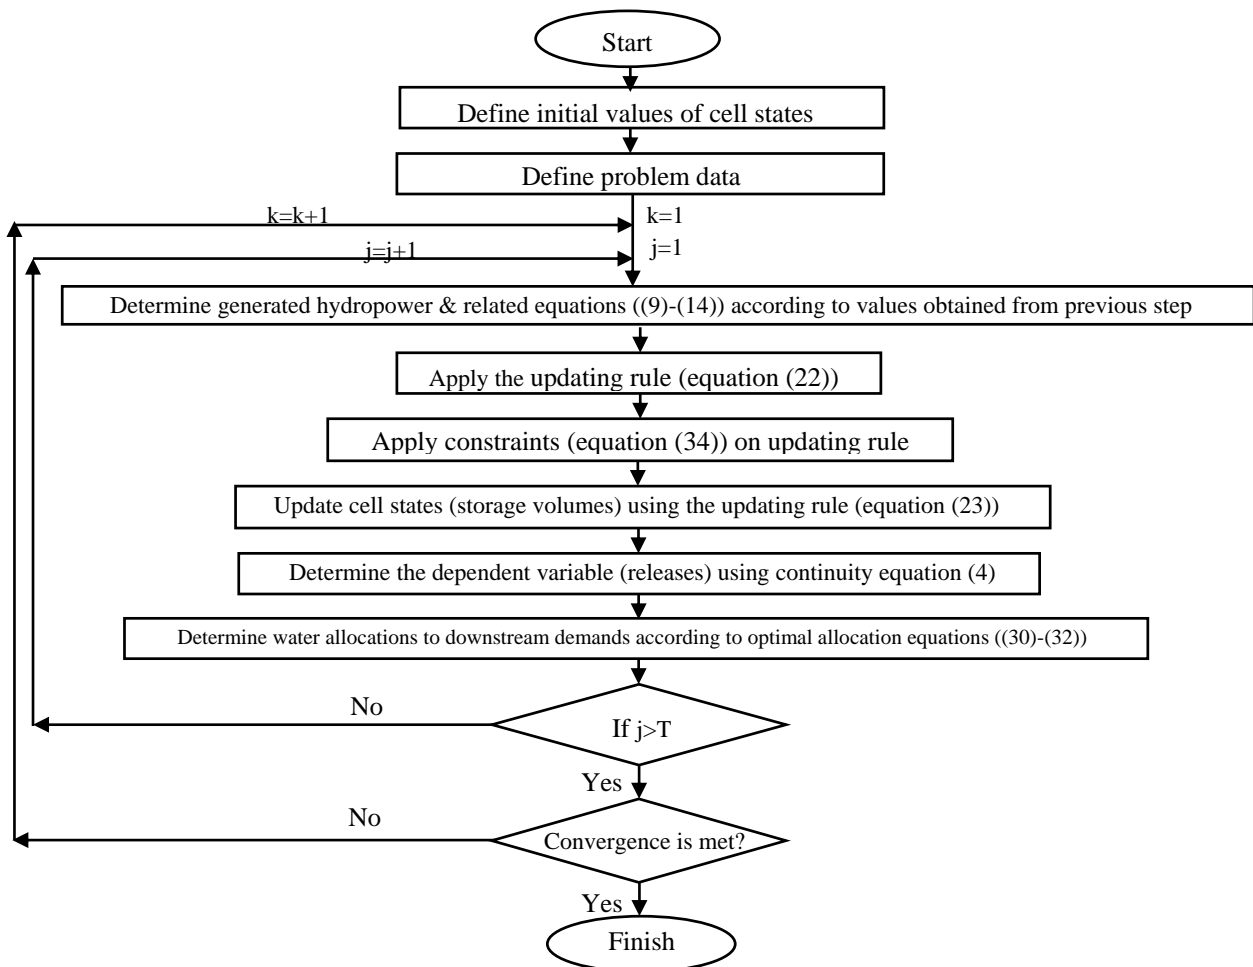 Start
Define initial values of cell states
Define problem data
k=k+1
k=1
j=j+1
j=1
Determine generated hydropower & related equations ((9)-(14)) according to values obtained from previous step
Apply the updating rule (equation (22))
Apply constraints (equation (34)) on updating rule
Update cell states (storage volumes) using the updating rule (equation (23))
Determine the dependent variable (releases) using continuity equation (4)
Determine water allocations to downstream demands according to optimal allocation equations ((30)-(32))
No
If j>T
Yes
No
Convergence is met?
Yes
Finish